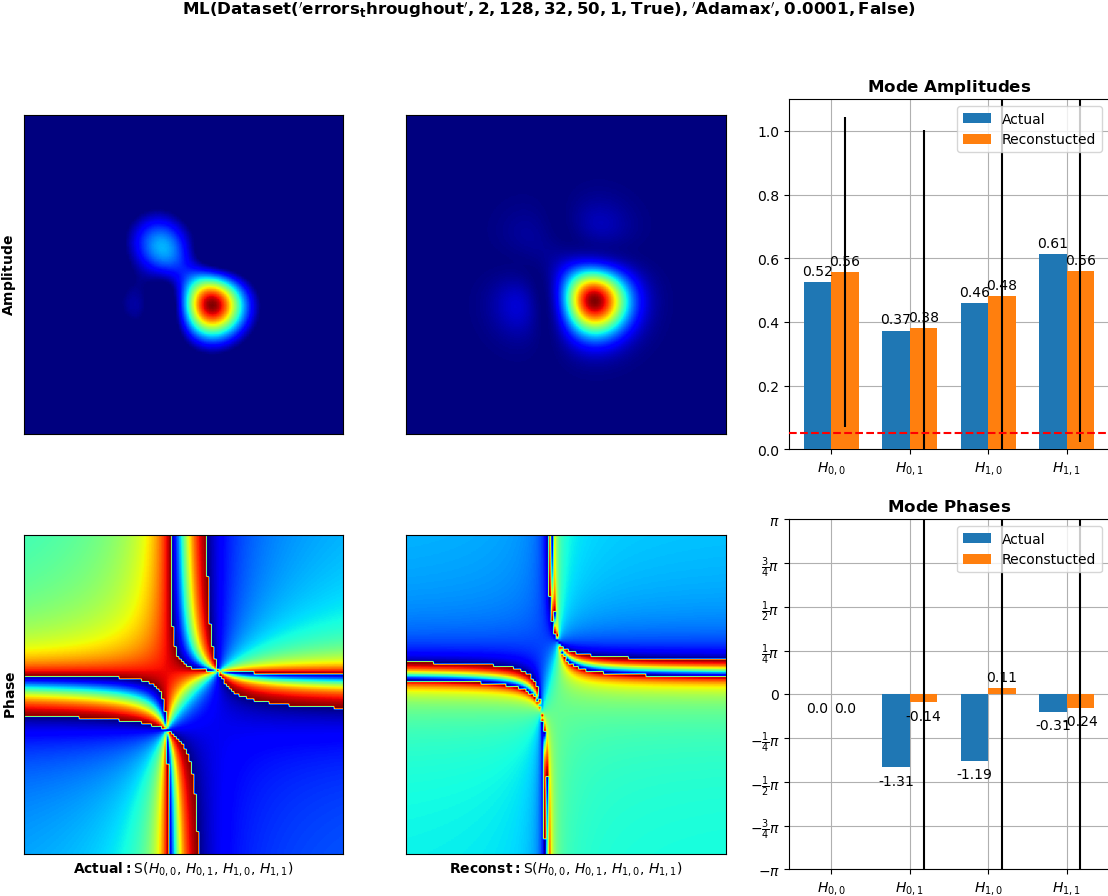 ML(Dataset('errors_throughout', 2, 128, 32, 50, 1, True), 'Adamax', 0.0001, False)
Amplitude
Mode Amplitudes
Actual
Reconstucted
1.0
0.8
0.6
0.4
0.2
0.0
0.52
0.56
0.37
0.38
0.46
0.48
0.61
0.56
H0,0
H0,1
H1,0
H1,1
Phase
Actual: S(H0,0, H0,1, H1,0, H1,1)
Reconst: S(H0,0, H0,1, H1,0, H1,1)
Mode Phases
Actual
Reconstucted
π
3/4π
1/2π
1/4π
0
−1/4π
−1/2π
−3/4π
−π
0.0
0.0
-1.31
-0.14
-1.19
0.11
-0.31
-0.24
H0,0
H0,1
H1,0
H1,1